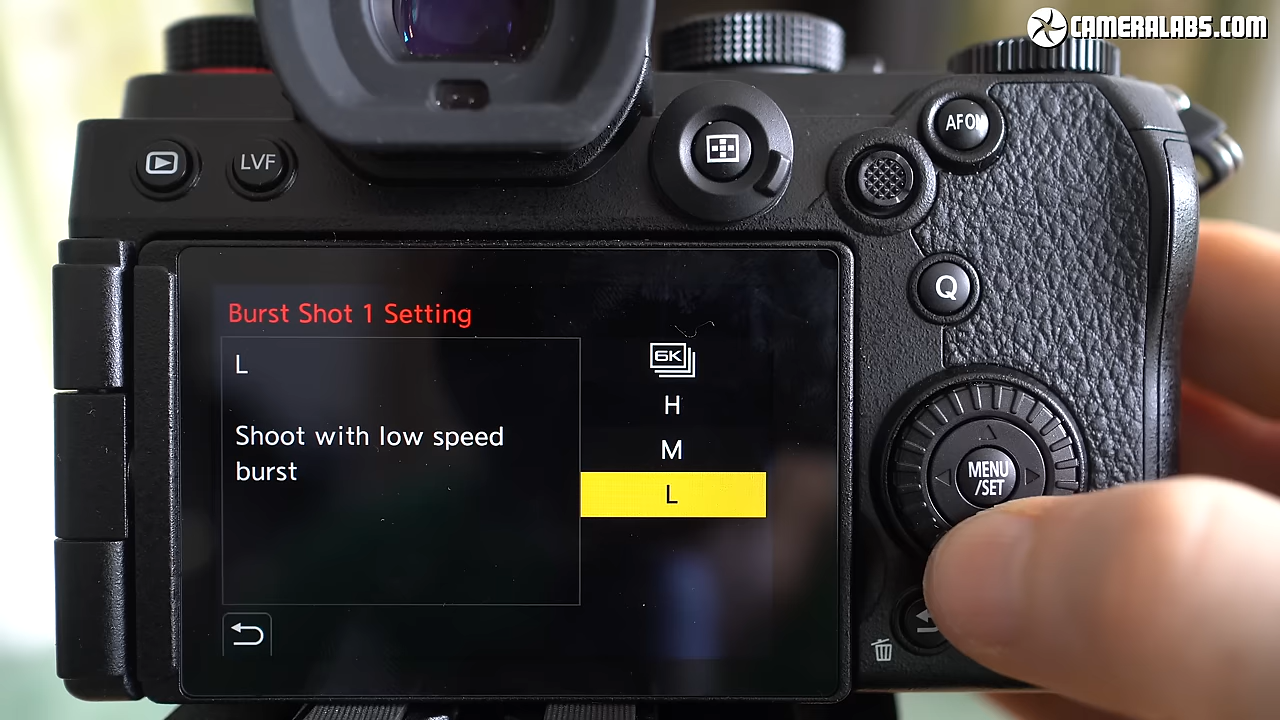 CAMERALABS.COM
AF ON
LVF
Q
Burst Shot 1 Setting
6K
L
H
Shoot with low speed
burst
M
L
MENU
/SET